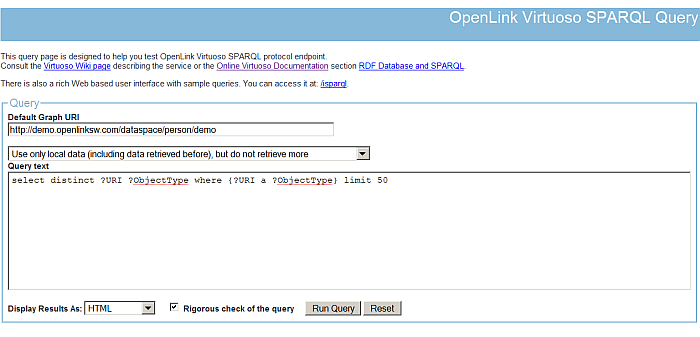 OpenLink Virtuoso SPARQL Query
This query page is designed to help you test OpenLink Virtuoso SPARQL protocol endpoint.
Consult the Virtuoso Wiki page describing the service or the Online Virtuoso Documentation section RDF Database and SPARQL.
There is also a rich Web based user interface with sample queries. You can access it at: /isparql.
Query
Default Graph URI
http://demo.openlinksw.com/dataspace/person/demo
Use only local data (including data retrieved before), but do not retrieve more
Query text
select distinct ?URI ?ObjectType where {?URI a ?ObjectType} limit 50
Display Results As: HTML Rigorous check of the query Run Query Reset